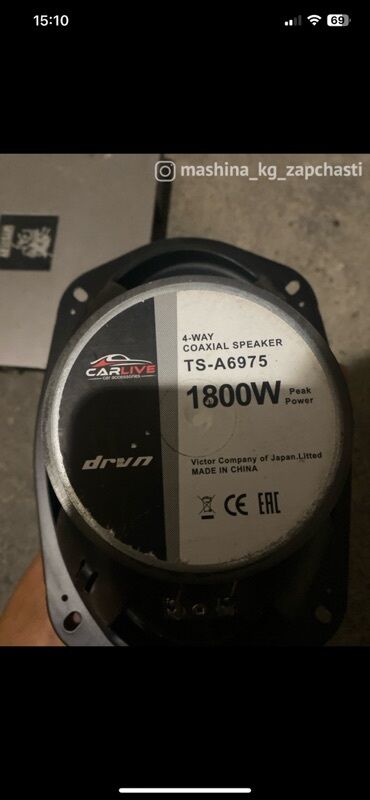 15:10
69
mashina_kg_zapchasti
4-WAY
COAXIAL SPEAKER
TS-A6975
CARLIVE
car accessories
1800W Peak
Power
drvn
Victor Company of Japan.Litted
MADE IN CHINA
CE EAC